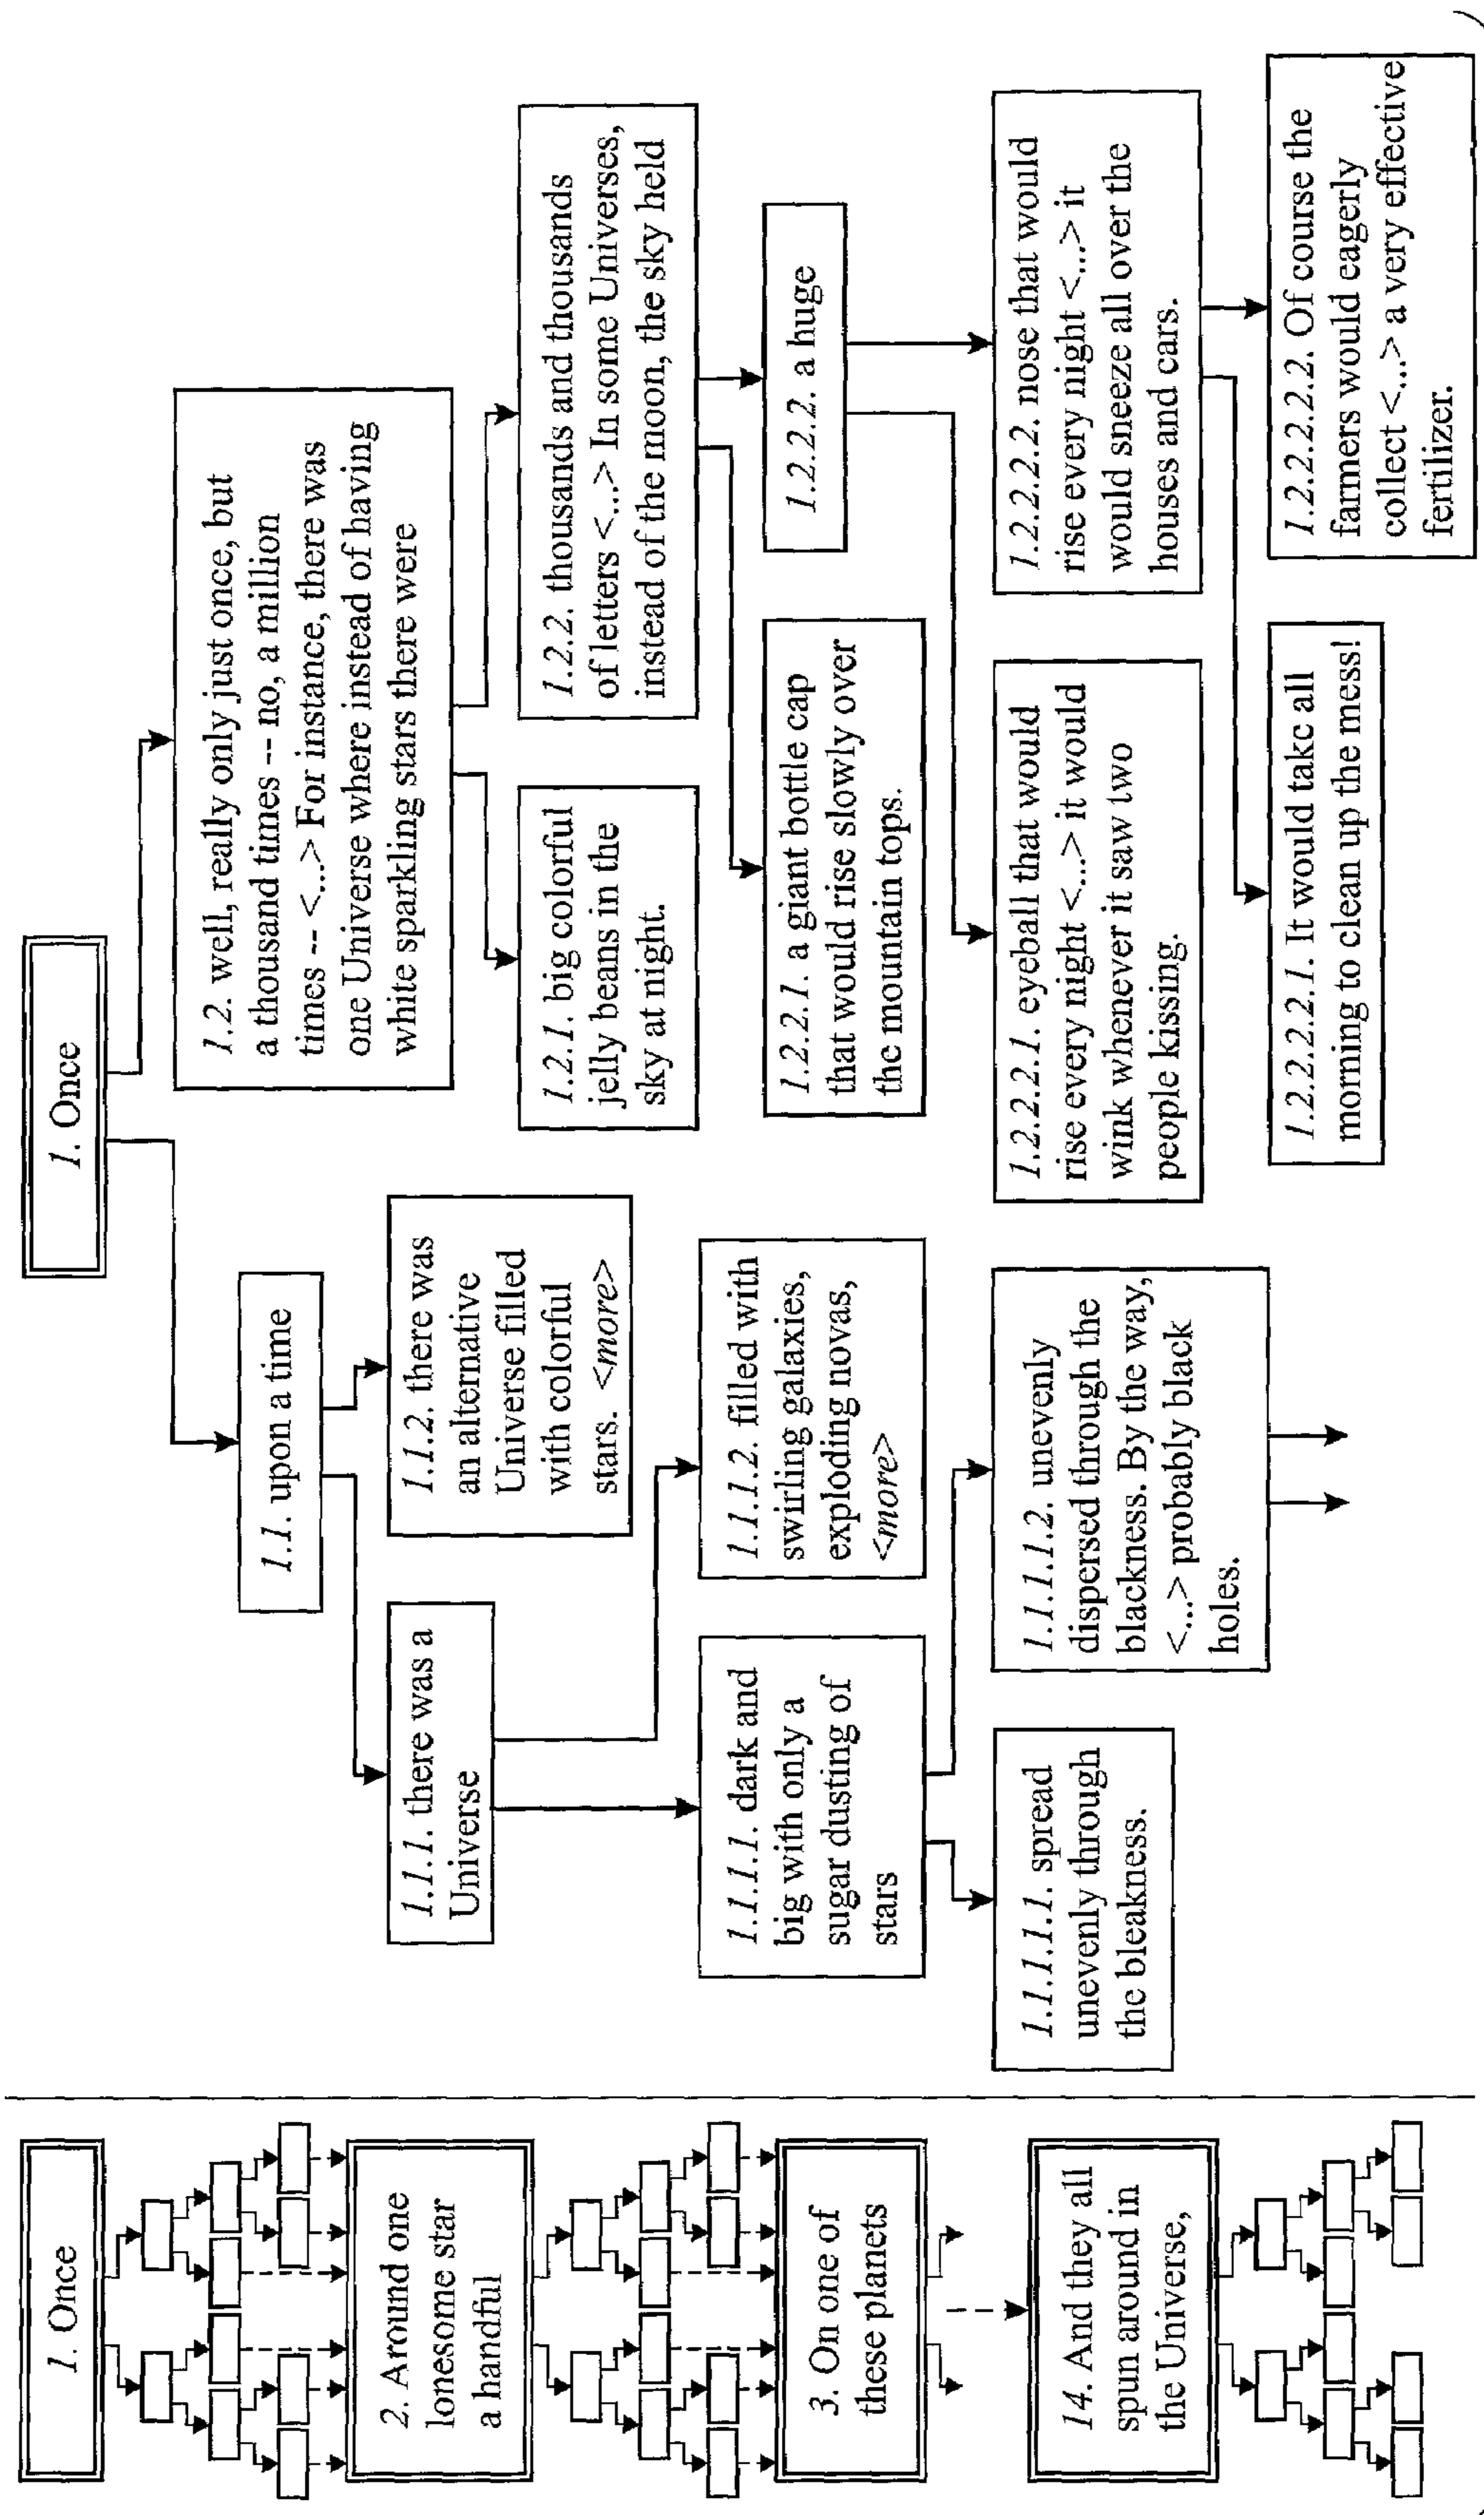 1. Once
2. Around one
lonesome star
a handful
3. On one of
these planets
14. And they all
spun around in
the Universe,
1. Once
1.1. upon a time
1.2. well, really only just once, but
a thousand times -- no, a million
times -- <...> For instance, there was
one Universe where instead of having
white sparkling stars there were
1.1.1. there was a
Universe
1.1.2. there was
an alternative
Universe filled
with colorful
stars. <more>
1.2.1. big colorful
jelly beans in the
sky at night.
1.2.2. thousands and thousands
of letters <...> In some Universes,
instead of the moon, the sky held
1.1.1.1. dark and
big with only a
sugar dusting of
stars
1.1.1.2. filled with
swirling galaxies,
exploding novas,
<more>
1.2.2.1. a giant bottle cap
that would rise slowly over
the mountain tops.
1.2.2.2. a huge
1.1.1.1.1. spread
unevenly through
the bleakness.
1.1.1.1.2. unevenly
dispersed through the
blackness. By the way,
<...> probably black
holes.
1.2.2.2.1. eyeball that would
rise every night <...> it would
wink whenever it saw two
people kissing.
1.2.2.2.2. nose that would
rise every night <...> it
would sneeze all over the
houses and cars.
1.2.2.2.2.1. It would take all
morning to clean up the mess!
1.2.2.2.2.2. Of course the
farmers would eagerly
collect <...> a very effective
fertilizer.